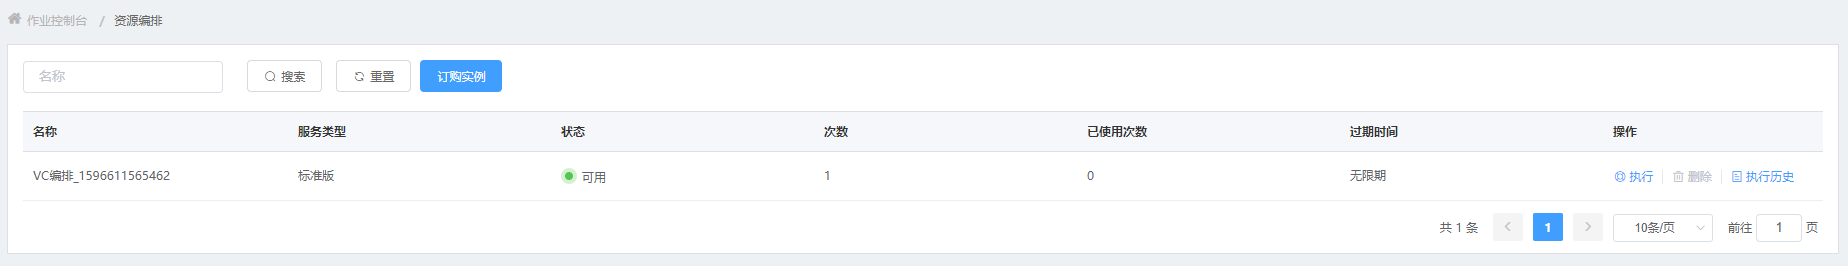 作业控制台 / 资源编排
名称 搜索 重置 订购实例
名称 服务类型 状态 次数 已使用次数 过期时间 操作
VC编排_1596611565462 标准版 可用 1 0 无限期 执行 删除 执行历史
共 1 条 1 10条/页 前往 1 页